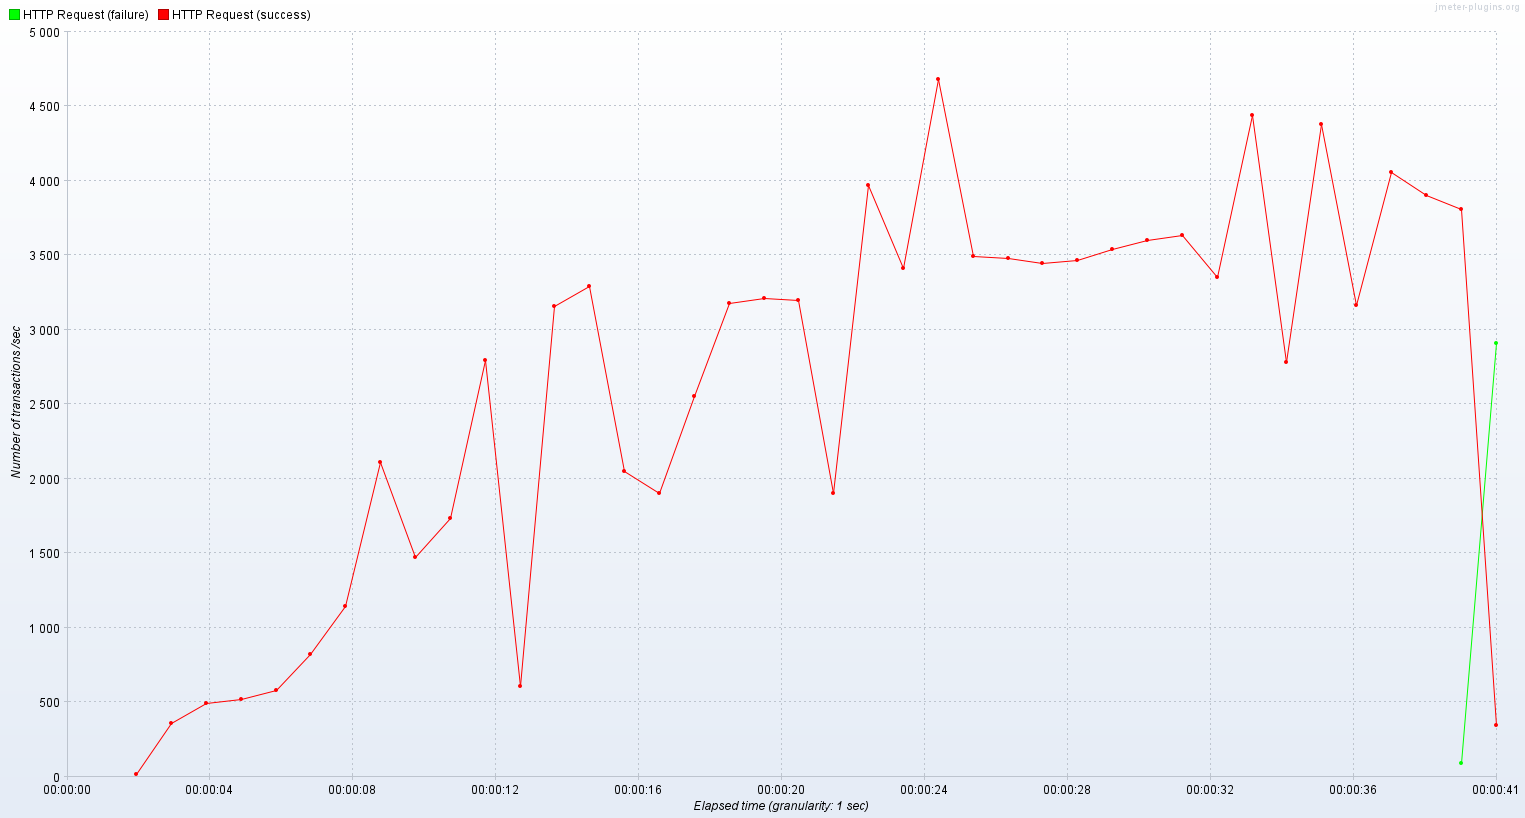 jmeter-plugins.org
HTTP Request (failure) HTTP Request (success)
5 000
4 500
4 000
3 500
3 000
2 500
2 000
1 500
1 000
500
0
Number of transactions /sec
00:00:00 00:00:04 00:00:08 00:00:12 00:00:16 00:00:20 00:00:24 00:00:28 00:00:32 00:00:36 00:00:41
Elapsed time (granularity: 1 sec)